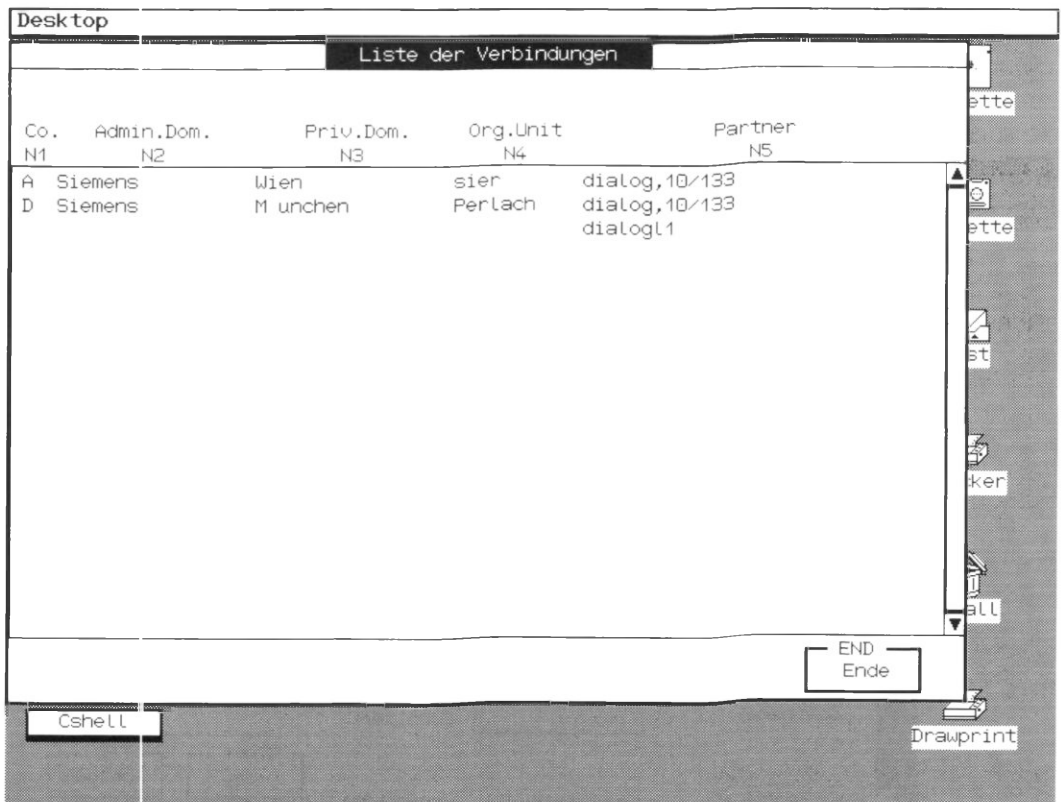 Desktop
Liste der Verbindungen
Co. Admin.Dom. Priv.Dom. Org.Unit Partner
N1 N2 N3 N4 N5
A Siemens Wien sier dialog,10/133
D Siemens M unchen Perlach dialog,10/133
dialogl1
END
Ende
ette
ette
st
ker
all
Cshell
Drawprint